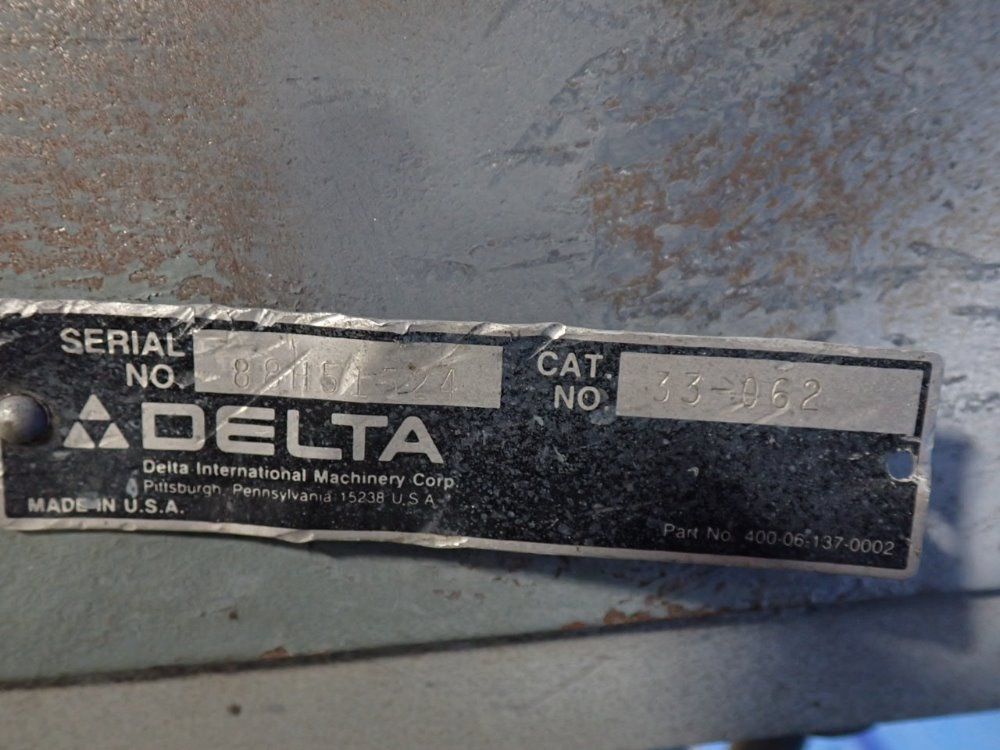 SERIAL NO.
CAT. NO 33-062
DELTA
Delta International Machinery Corp.
Pittsburgh, Pennsylvania 15238 U.S.A.
MADE IN U.S.A.
Part No. 400-06-137-0002